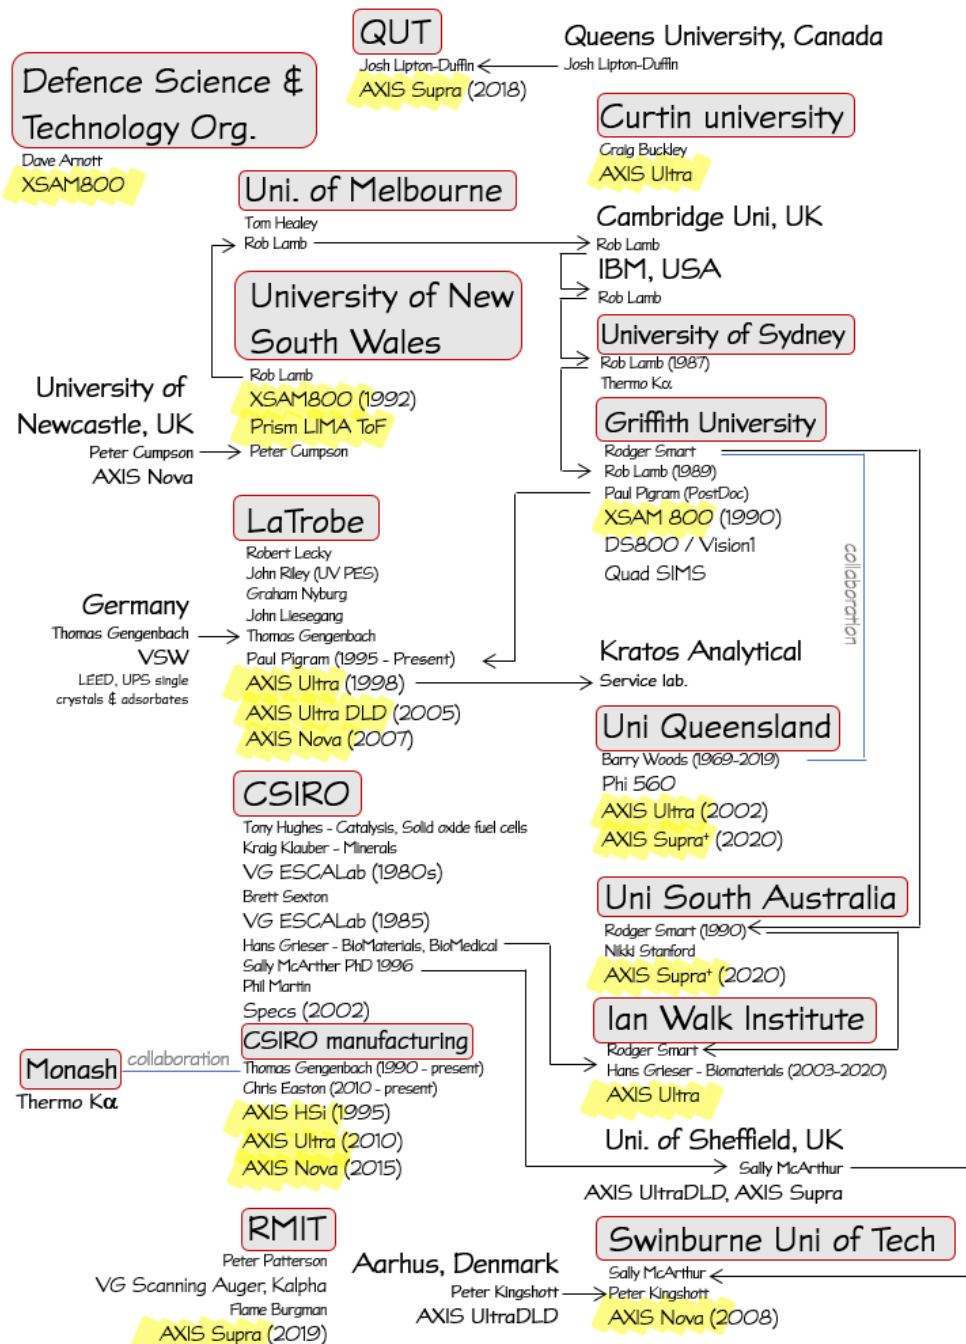 QUT
Josh Lipton-Duffin
AXIS Supra (2018)
Queens University, Canada
Josh Lipton-Duffin
Defence Science &
Technology Org.
Dave Arnott
XSAM800
Curtin university
Craig Buckley
AXIS Ultra
Uni. of Melbourne
Tom Healey
Rob Lamb
Cambridge Uni, UK
Rob Lamb
IBM, USA
Rob Lamb
University of New
South Wales
Rob Lamb
XSAM800 (1992)
Prism LIMA ToF
Peter Cumpson
University of Sydney
Rob Lamb (1987)
Thermo Kα
University of
Newcastle, UK
Peter Cumpson
AXIS Nova
Griffith University
Rodger Smart
Rob Lamb (1989)
Paul Pigram (PostDoc)
XSAM 800 (1990)
DS800 / Vision1
Quad SIMS
collaboration
LaTrobe
Robert Lecky
John Riley (UV PES)
Graham Nyburg
John Liesegang
Thomas Gengenbach
Paul Pigram (1995 - Present)
AXIS Ultra (1998)
AXIS Ultra DLD (2005)
AXIS Nova (2007)
Germany
Thomas Gengenbach
VSW
LEED, UPS single
crystals & adsorbates
Kratos Analytical
Service lab.
Uni Queensland
Barry Woods (1969-2019)
Phi 560
AXIS Ultra (2002)
AXIS Supra⁺ (2020)
CSIRO
Tony Hughes - Catalysis, Solid oxide fuel cells
Kraig Klauber - Minerals
VG ESCALab (1980s)
Brett Sexton
VG ESCALab (1985)
Hans Grieser - BioMaterials, BioMedical
Sally McArther PhD 1996
Phil Martin
Specs (2002)
Uni South Australia
Rodger Smart (1990)
Nikki Stanford
AXIS Supra⁺ (2020)
Ian Walk Institute
Rodger Smart
Hans Grieser - Biomaterials (2003-2020)
AXIS Ultra
CSIRO manufacturing
Thomas Gengenbach (1990 - present)
Chris Easton (2010 - present)
AXIS HSi (1995)
AXIS Ultra (2010)
AXIS Nova (2015)
Monash
collaboration
Thermo Kα
Uni. of Sheffield, UK
Sally McArthur
AXIS UltraDLD, AXIS Supra
RMIT
Peter Patterson
VG Scanning Auger, Kalpha
Flame Burgman
AXIS Supra (2019)
Aarhus, Denmark
Peter Kingshott
AXIS UltraDLD
Swinburne Uni of Tech
Sally McArthur
Peter Kingshott
AXIS Nova (2008)